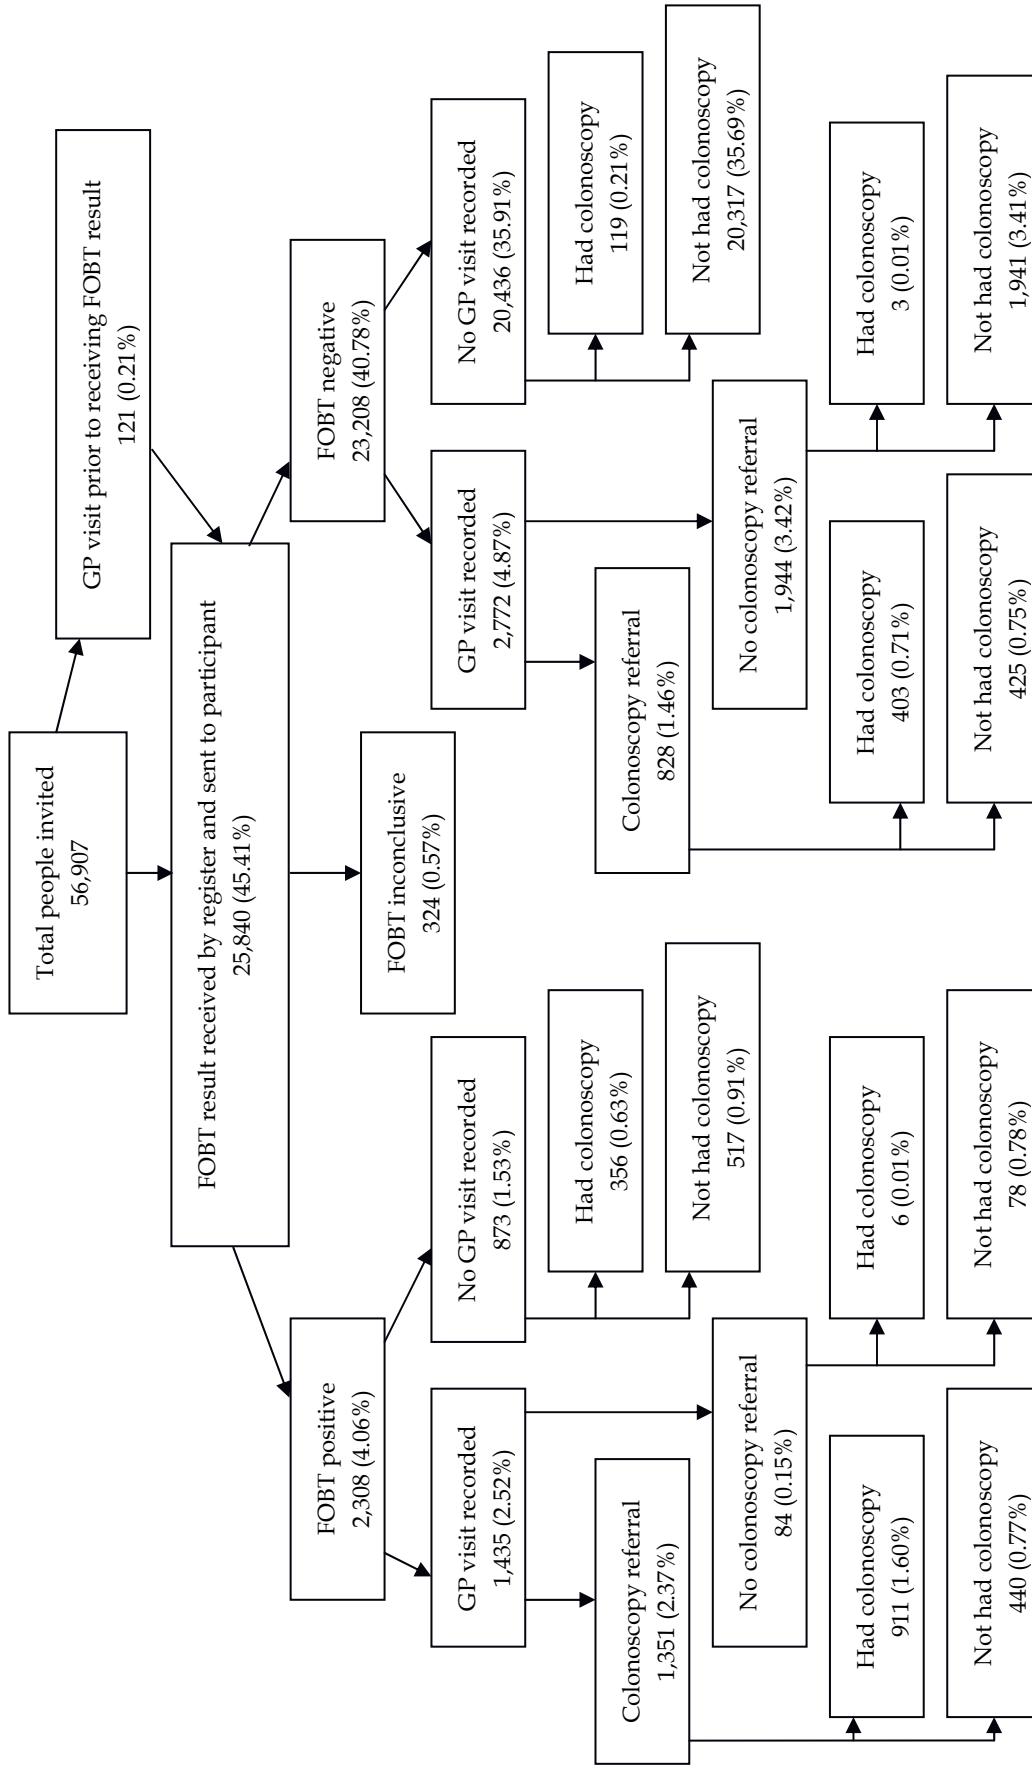 Total people invited
56,907
GP visit prior to receiving FOBT result
121 (0.21%)
FOBT result received by register and sent to participant
25,840 (45.41%)
FOBT positive
2,308 (4.06%)
FOBT inconclusive
324 (0.57%)
FOBT negative
23,208 (40.78%)
GP visit recorded
1,435 (2.52%)
No GP visit recorded
873 (1.53%)
GP visit recorded
2,772 (4.87%)
No GP visit recorded
20,436 (35.91%)
Had colonoscopy
356 (0.63%)
Had colonoscopy
119 (0.21%)
Colonoscopy referral
1,351 (2.37%)
Colonoscopy referral
828 (1.46%)
Not had colonoscopy
517 (0.91%)
Not had colonoscopy
20,317 (35.69%)
No colonoscopy referral
84 (0.15%)
No colonoscopy referral
1,944 (3.42%)
Had colonoscopy
911 (1.60%)
Had colonoscopy
6 (0.01%)
Had colonoscopy
403 (0.71%)
Had colonoscopy
3 (0.01%)
Not had colonoscopy
440 (0.77%)
Not had colonoscopy
78 (0.78%)
Not had colonoscopy
425 (0.75%)
Not had colonoscopy
1,941 (3.41%)